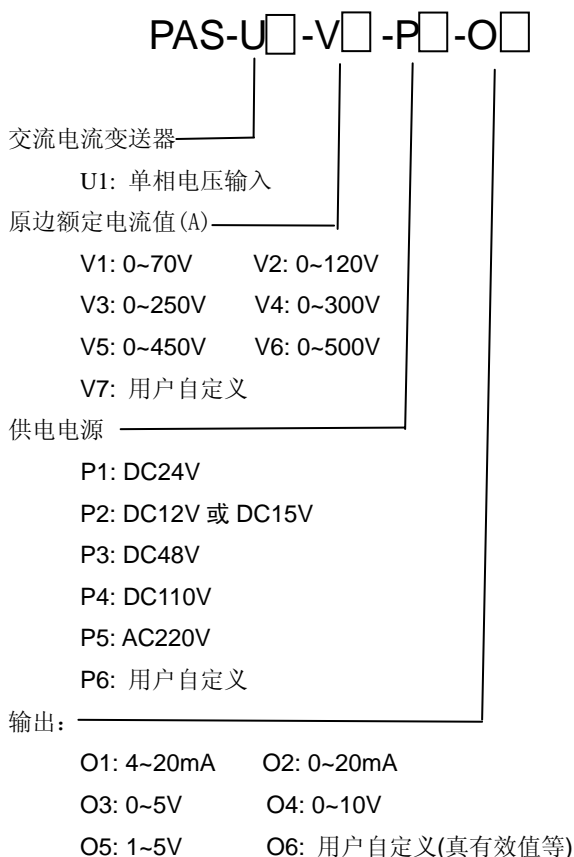 PAS-U□-V□-P□-O□
交流电流变送器
U1: 单相电压输入
原边额定电流值(A)
V1: 0~70V V2: 0~120V
V3: 0~250V V4: 0~300V
V5: 0~450V V6: 0~500V
V7: 用户自定义
供电电源
P1: DC24V
P2: DC12V 或 DC15V
P3: DC48V
P4: DC110V
P5: AC220V
P6: 用户自定义
输出:
O1: 4~20mA O2: 0~20mA
O3: 0~5V O4: 0~10V
O5: 1~5V O6: 用户自定义(真有效值等)